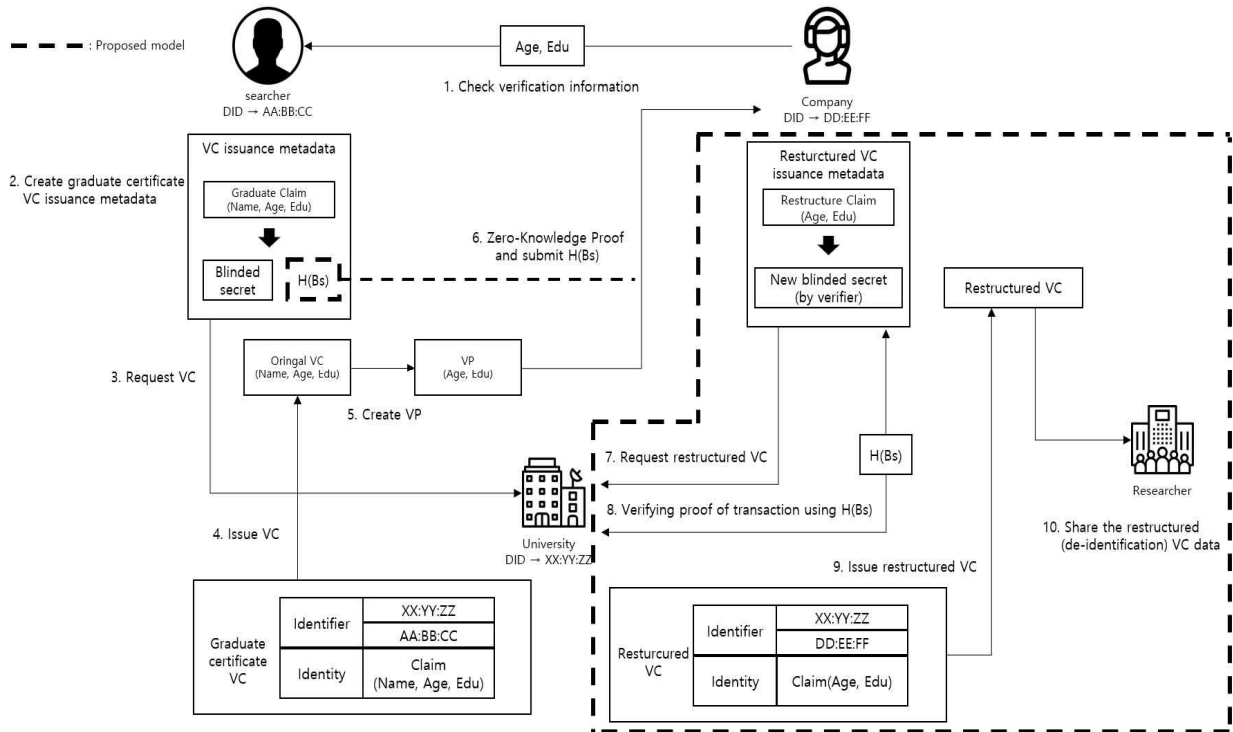 : Proposed model
searcher
DID → AA:BB:CC
Age, Edu
1. Check verification information
Company
DID → DD:EE:FF
2. Create graduate certificate
VC issuance metadata
VC issuance metadata
Graduate Claim
(Name, Age, Edu)
Blinded
secret
H(Bs)
6. Zero-Knowledge Proof
and submit H(Bs)
Resturctured VC
issuance metadata
Restructure Claim
(Age, Edu)
New blinded secret
(by verifier)
Restructured VC
3. Request VC
Oringal VC
(Name, Age, Edu)
VP
(Age, Edu)
5. Create VP
7. Request restructured VC
H(Bs)
8. Verifying proof of transaction using H(Bs)
Researcher
10. Share the restructured
(de-identification) VC data
4. Issue VC
University
DID → XX:YY:ZZ
9. Issue restructured VC
Graduate
certificate
VC
Identifier
XX:YY:ZZ
AA:BB:CC
Identity
Claim
(Name, Age, Edu)
Resturcured
VC
Identifier
XX:YY:ZZ
DD:EE:FF
Identity
Claim(Age, Edu)